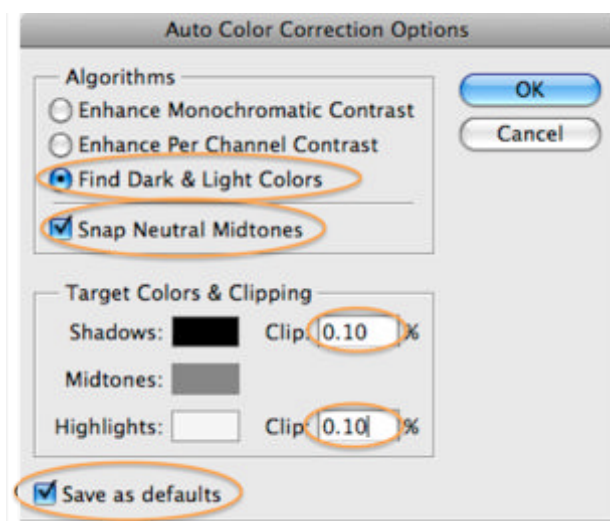 Auto Color Correction Options
Algorithms
Enhance Monochromatic Contrast
Enhance Per Channel Contrast
Find Dark & Light Colors
Snap Neutral Midtones
OK
Cancel
Target Colors & Clipping
Shadows: Clip: 0.10 %
Midtones:
Highlights: Clip: 0.10 %
Save as defaults